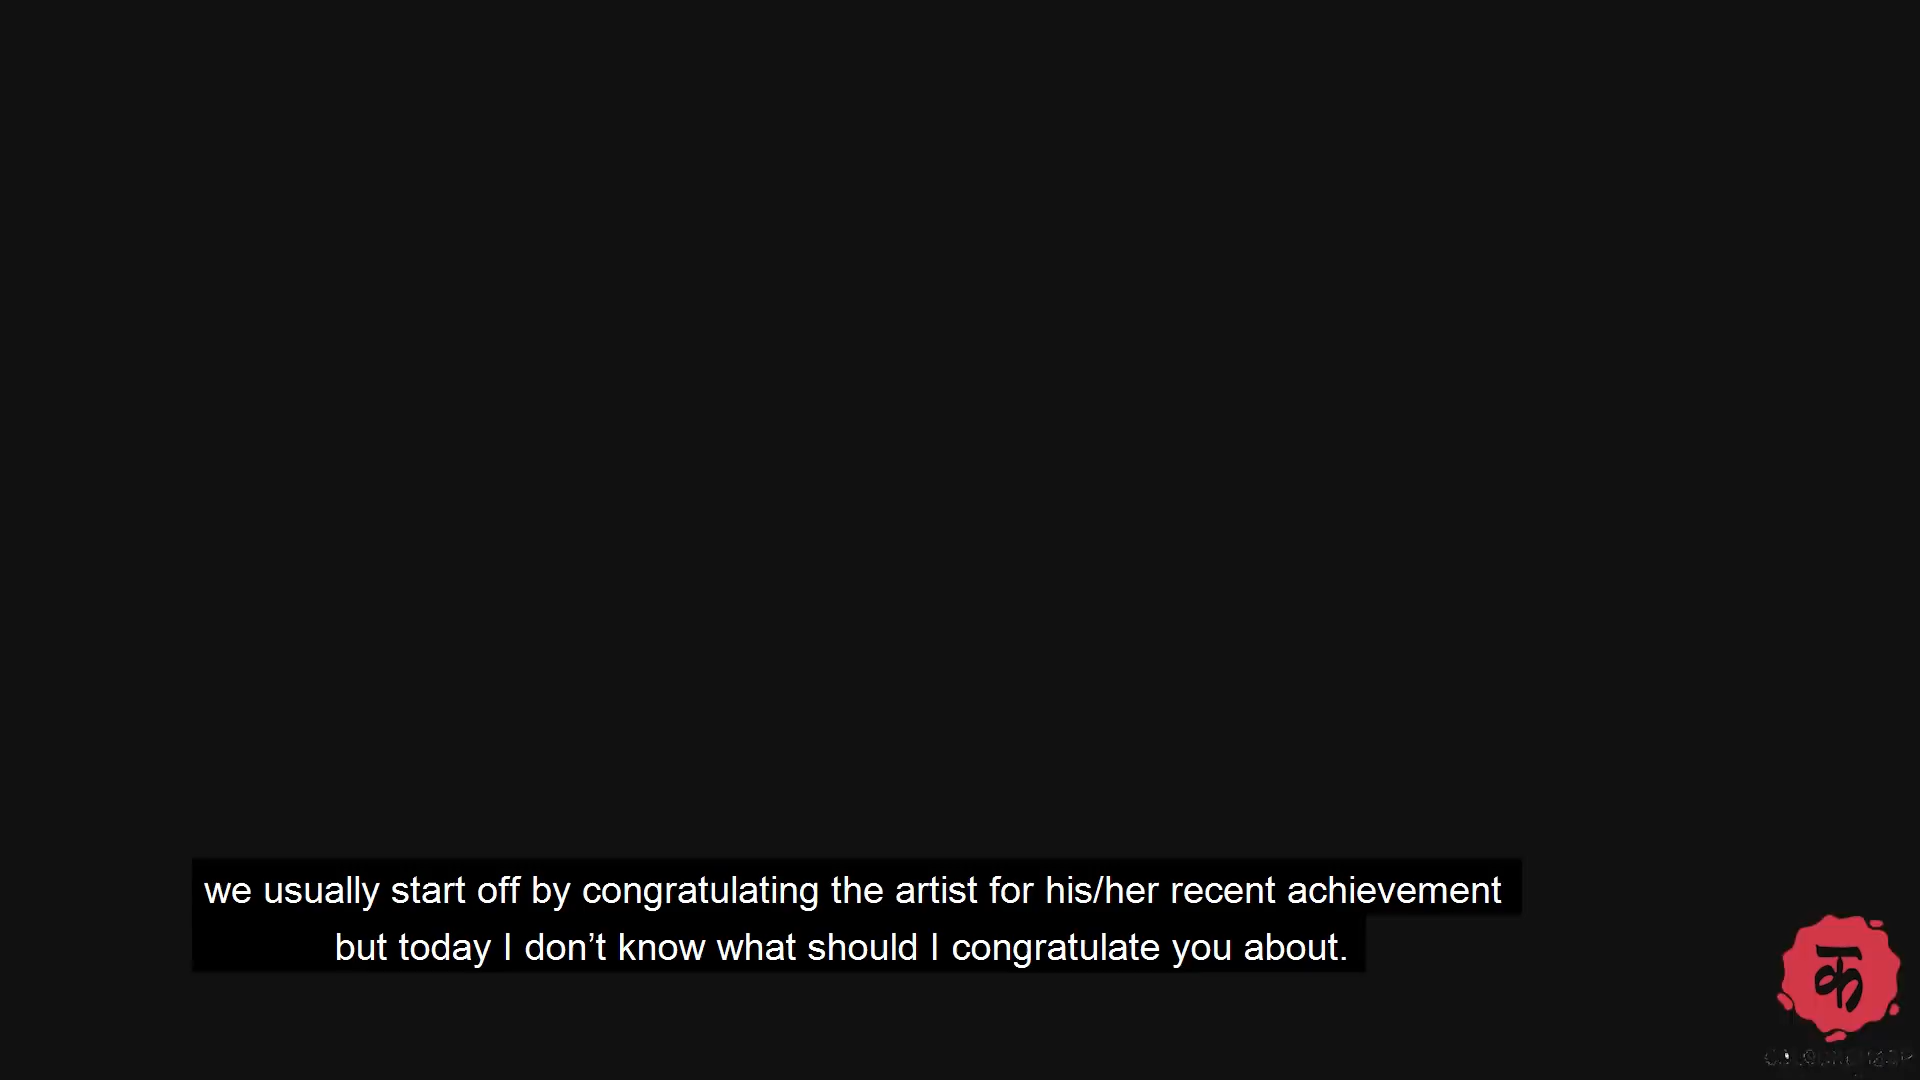 we usually start off by congratulating the artist for his/her recent achievement
but today I don’t know what should I congratulate you about.
क